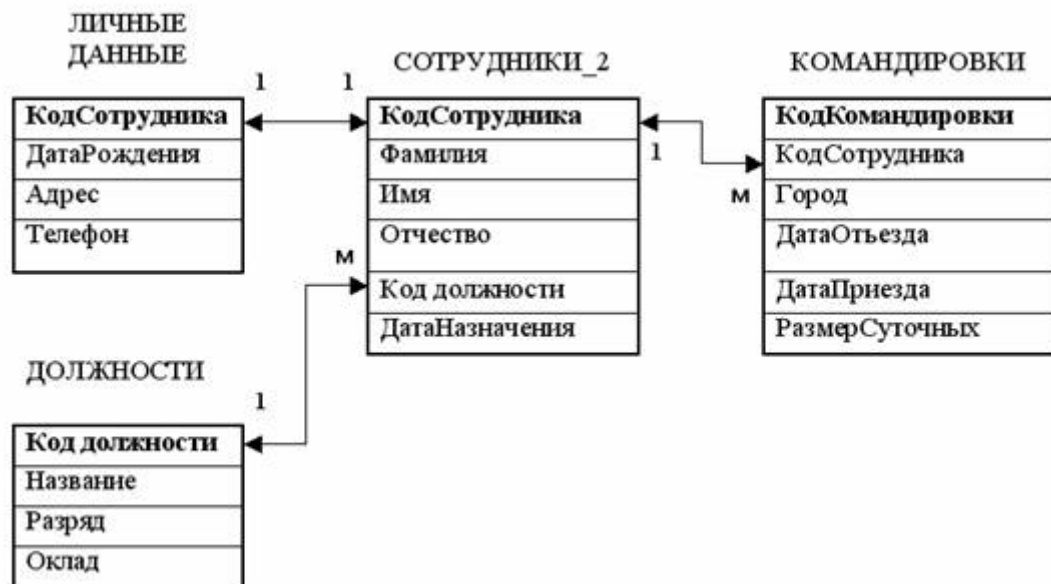 ЛИЧНЫЕ
ДАННЫЕ
1
КодСотрудника
ДатаРождения
Адрес
Телефон
СОТРУДНИКИ_2
1
КодСотрудника
Фамилия
Имя
Отчество
Код должности
ДатаНазначения
1
м
м
КОМАНДИРОВКИ
КодКомандировки
КодСотрудника
Город
ДатаОтьезда
ДатаПриезда
РазмерСуточных
ДОЛЖНОСТИ
1
Код должности
Название
Разряд
Оклад